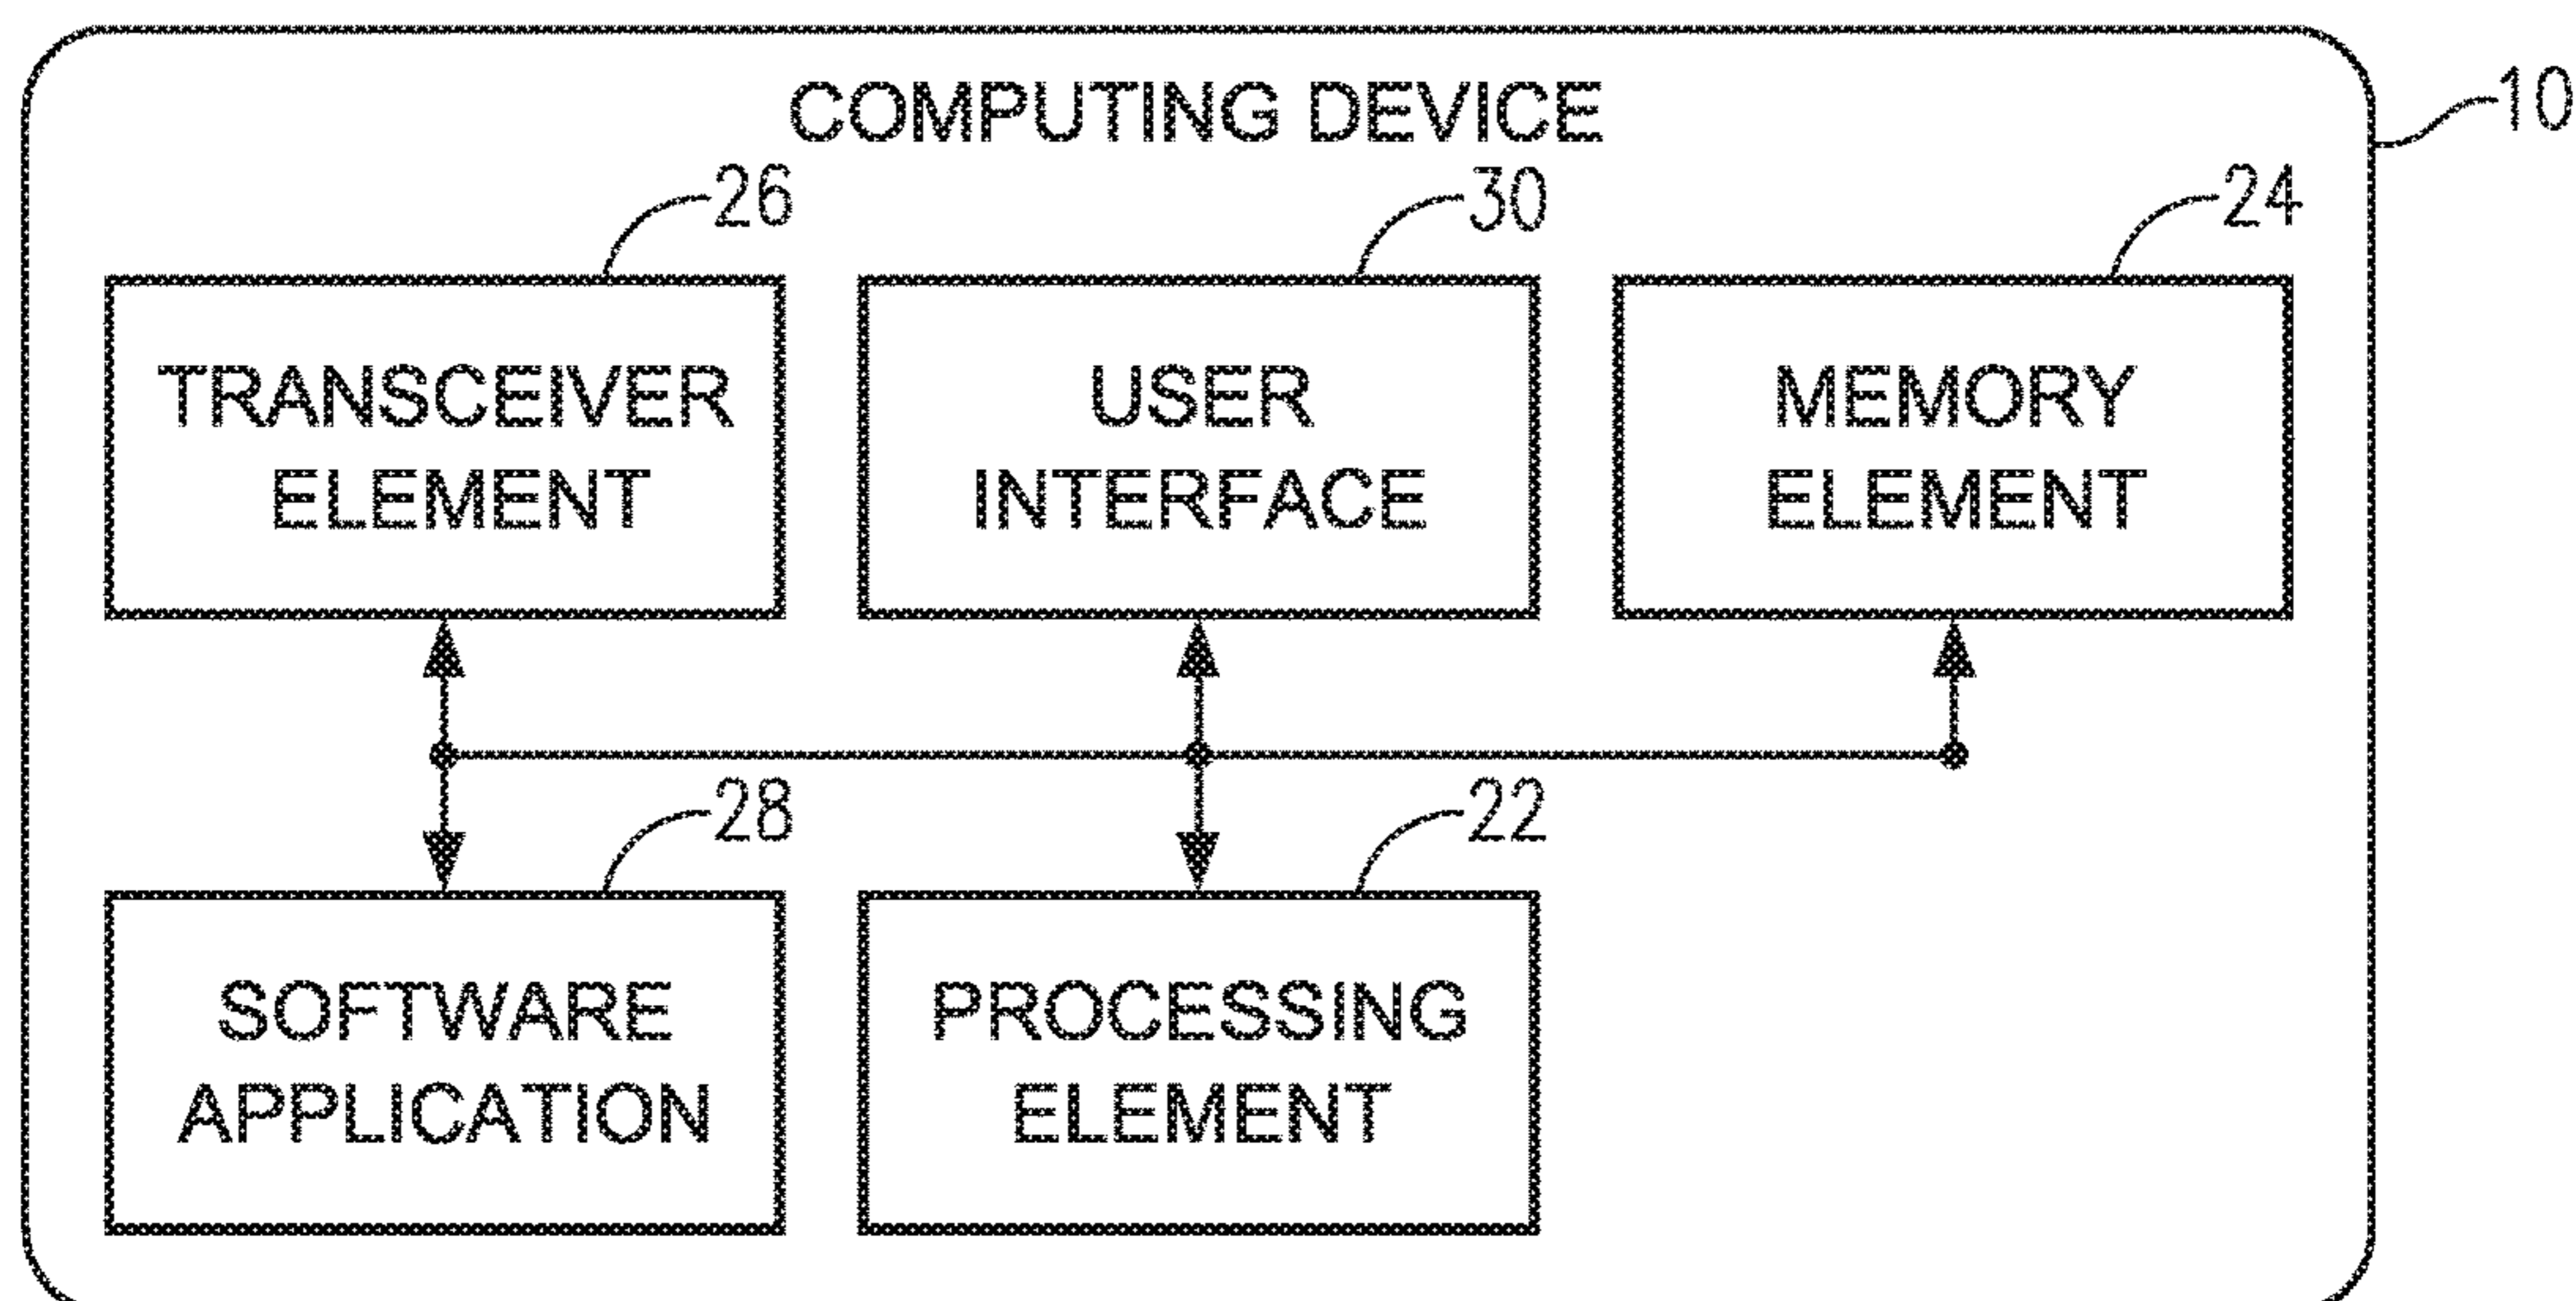 COMPUTING DEVICE
10
26
30
24
TRANSCEIVER
ELEMENT
USER
INTERFACE
MEMORY
ELEMENT
28
22
SOFTWARE
APPLICATION
PROCESSING
ELEMENT